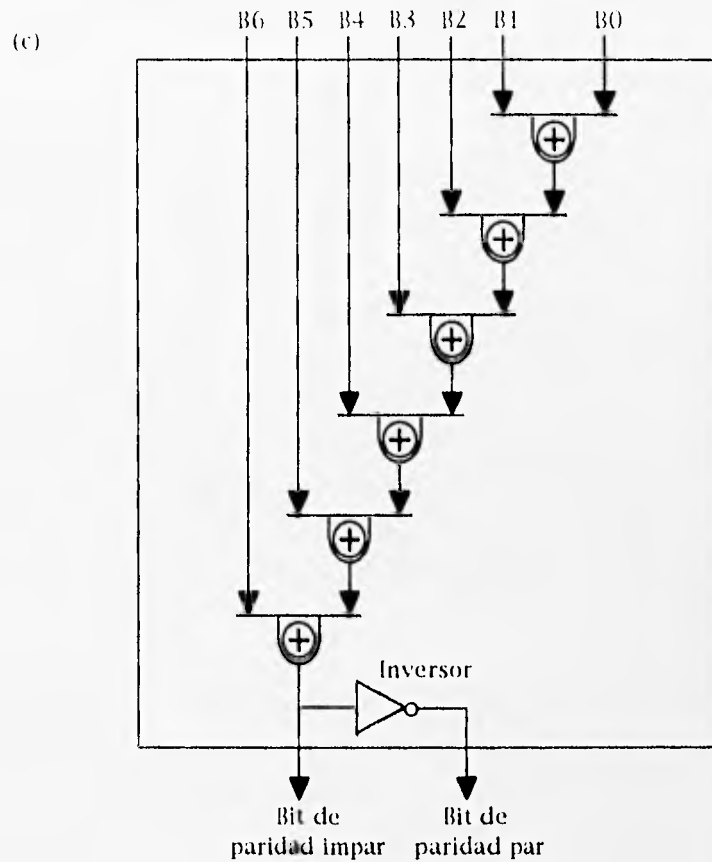 (c)
B6 B5 B4 B3 B2 B1 B0
Inversor
Bit de
paridad impar
Bit de
paridad par